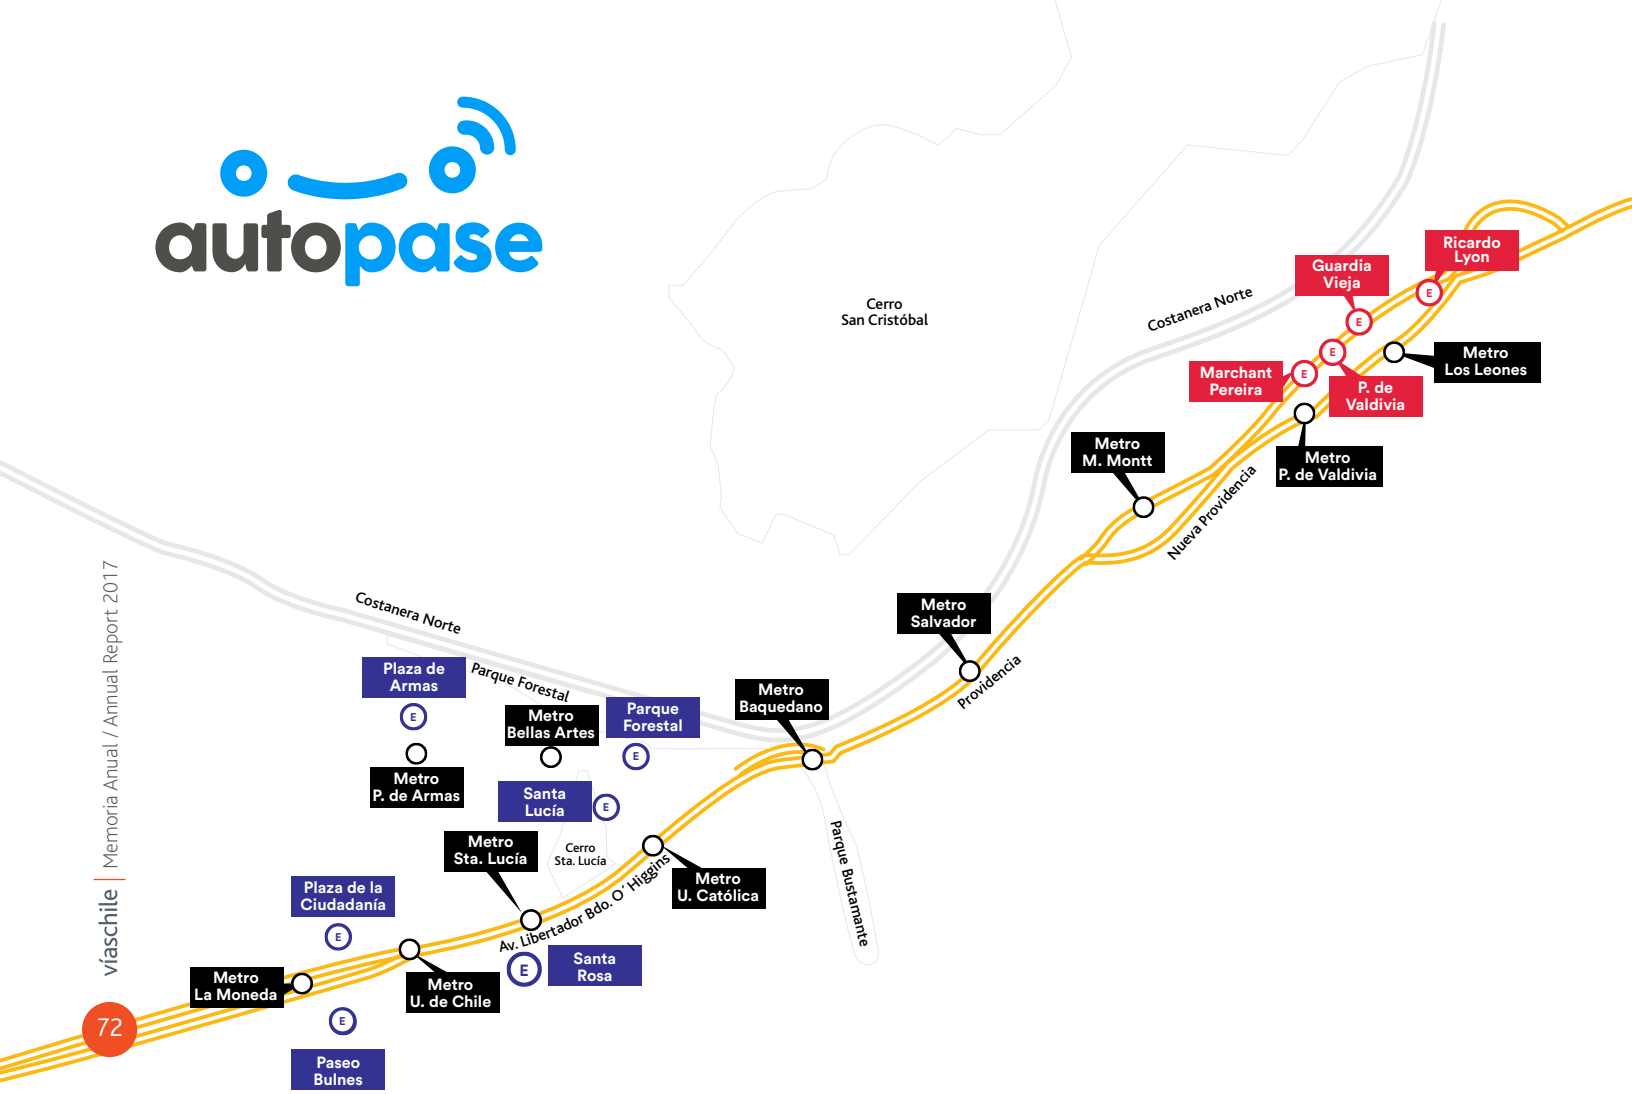 autopase
Cerro
San Cristóbal
Costanera Norte
Guardia
Vieja
Ricardo
Lyon
E
E
E
E
Marchant
Pereira
P. de
Valdivia
Metro
Los Leones
Metro
M. Montt
Metro
P. de Valdivia
Nueva Providencia
Metro
Salvador
Providencia
Costanera Norte
Parque Forestal
Plaza de
Armas
E
Metro
P. de Armas
Metro
Bellas Artes
Parque
Forestal
E
Metro
Baquedano
Santa
Lucía
E
Metro
Sta. Lucía
Cerro
Sta. Lucía
Metro
U. Católica
Parque Bustamante
Av. Libertador Bdo. O´Higgins
Plaza de la
Ciudadanía
E
Santa
Rosa
E
Metro
La Moneda
Metro
U. de Chile
E
Paseo
Bulnes
víaschile | Memoria Anual / Annual Report 2017
72